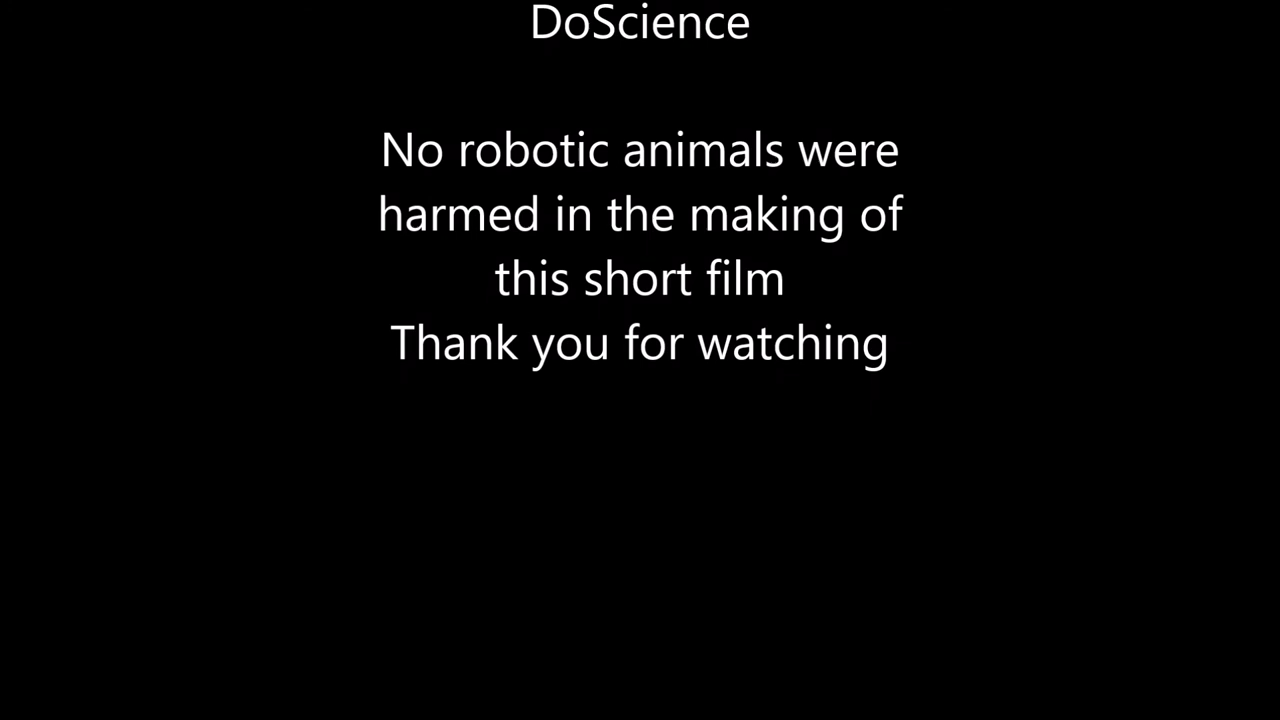 DoScience
No robotic animals were
harmed in the making of
this short film
Thank you for watching